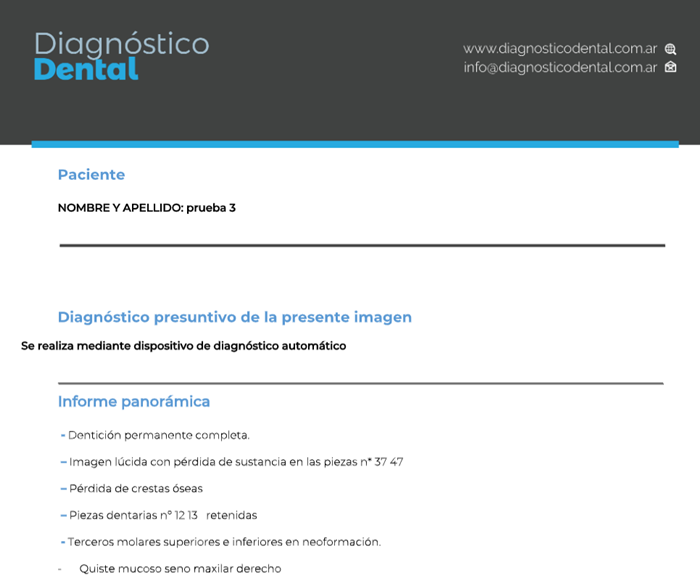 Diagnóstico
Dental
www.diagnosticodental.com.ar
info@diagnosticodental.com.ar
Paciente
NOMBRE Y APELLIDO: prueba 3
Diagnóstico presuntivo de la presente imagen
Se realiza mediante dispositivo de diagnóstico automático
Informe panorámica
- Dentición permanente completa.
– Imagen lúcida con pérdida de sustancia en las piezas n* 37 47
– Pérdida de crestas óseas
– Piezas dentarias n° 12 13 retenidas
- Terceros molares superiores e inferiores en neoformación.
- Quiste mucoso seno maxilar derecho